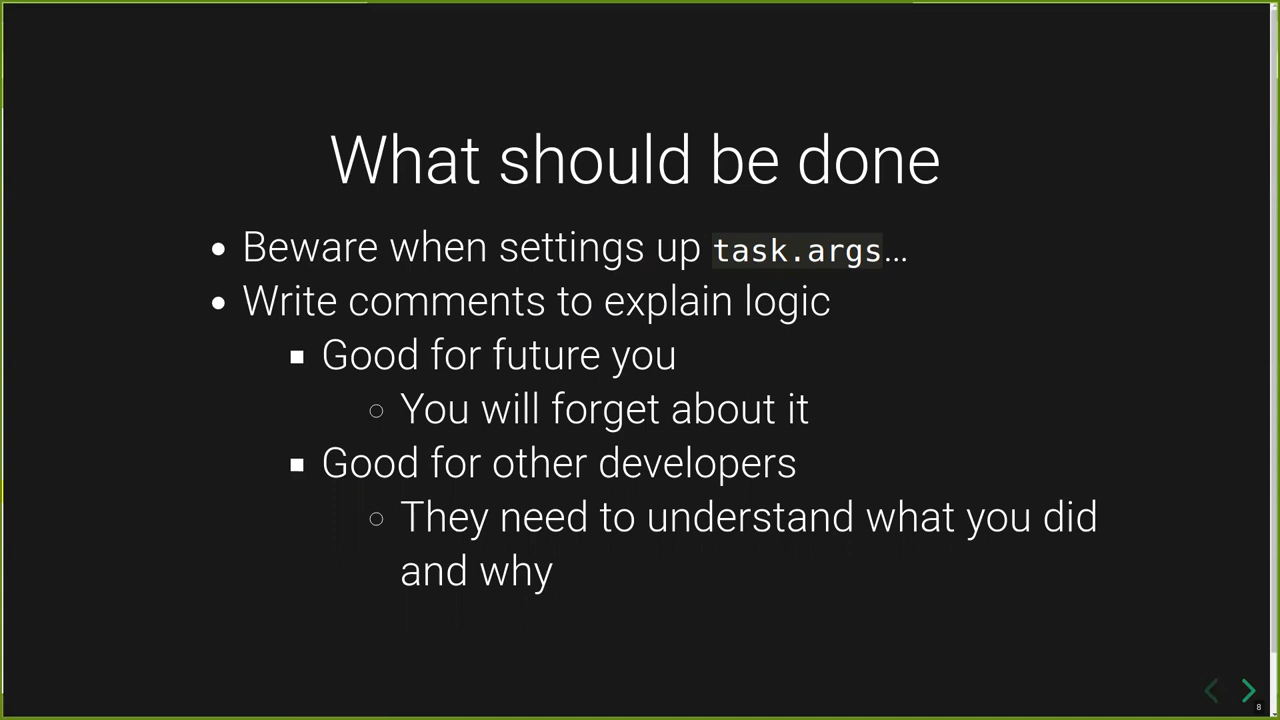 What should be done
Beware when settings up task.args...
Write comments to explain logic
Good for future you
You will forget about it
Good for other developers
They need to understand what you did
and why
8